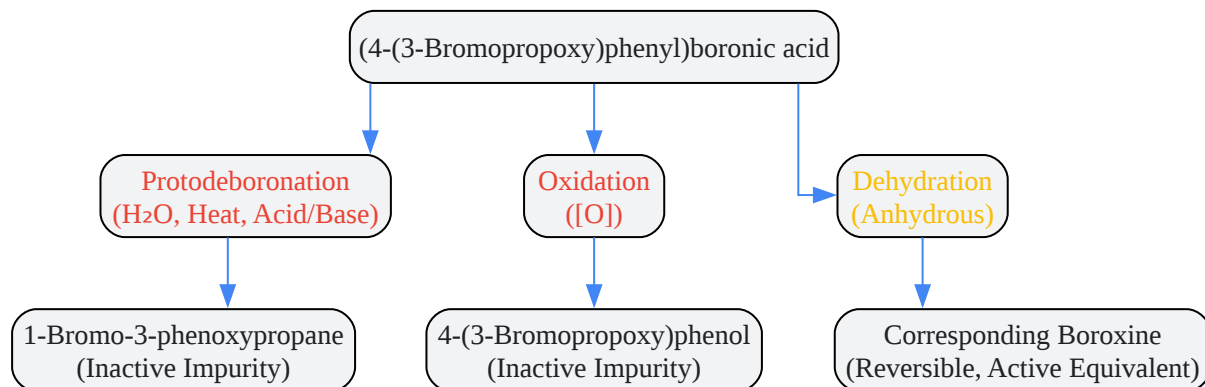 (4-(3-Bromopropoxy)phenyl)boronic acid
Protodeboronation
(H₂O, Heat, Acid/Base)
Oxidation
([O])
Dehydration
(Anhydrous)
1-Bromo-3-phenoxypropane
(Inactive Impurity)
4-(3-Bromopropoxy)phenol
(Inactive Impurity)
Corresponding Boroxine
(Reversible, Active Equivalent)